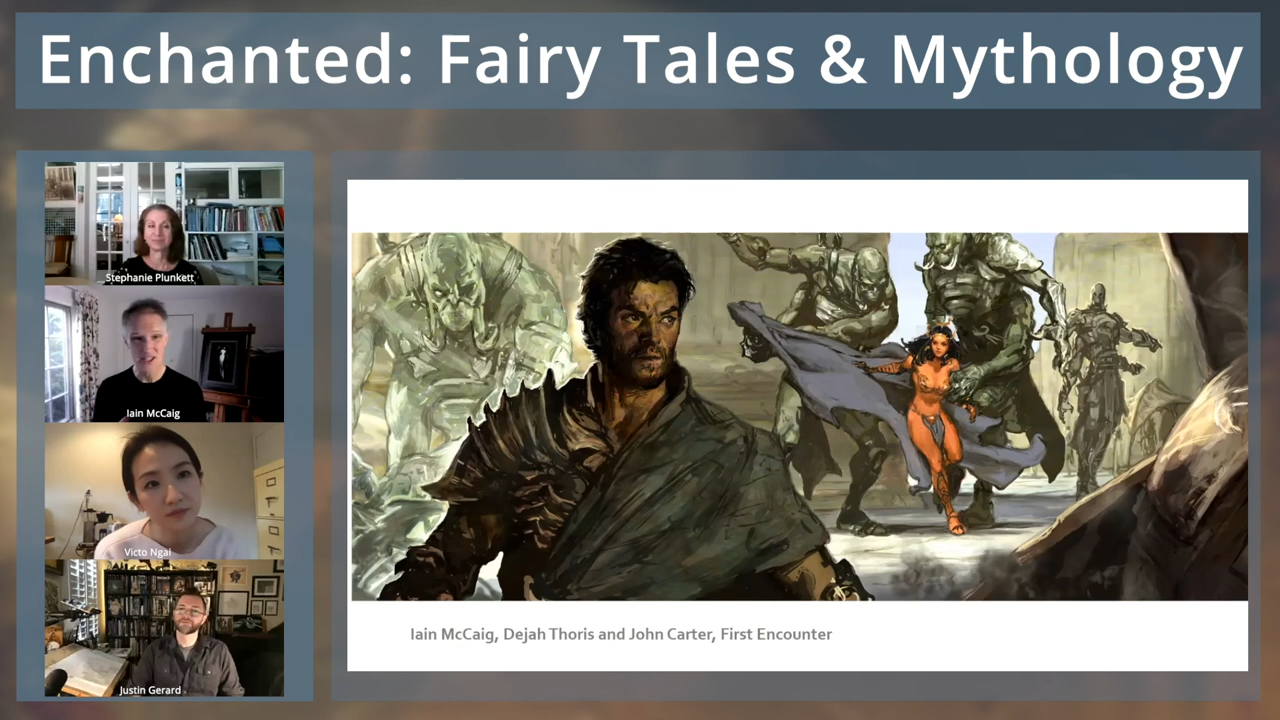 Enchanted: Fairy Tales & Mythology
Stephanie Plunkett
Iain McCaig
Victo Ngai
Justin Gerard
Iain McCaig, Dejah Thoris and John Carter, First Encounter